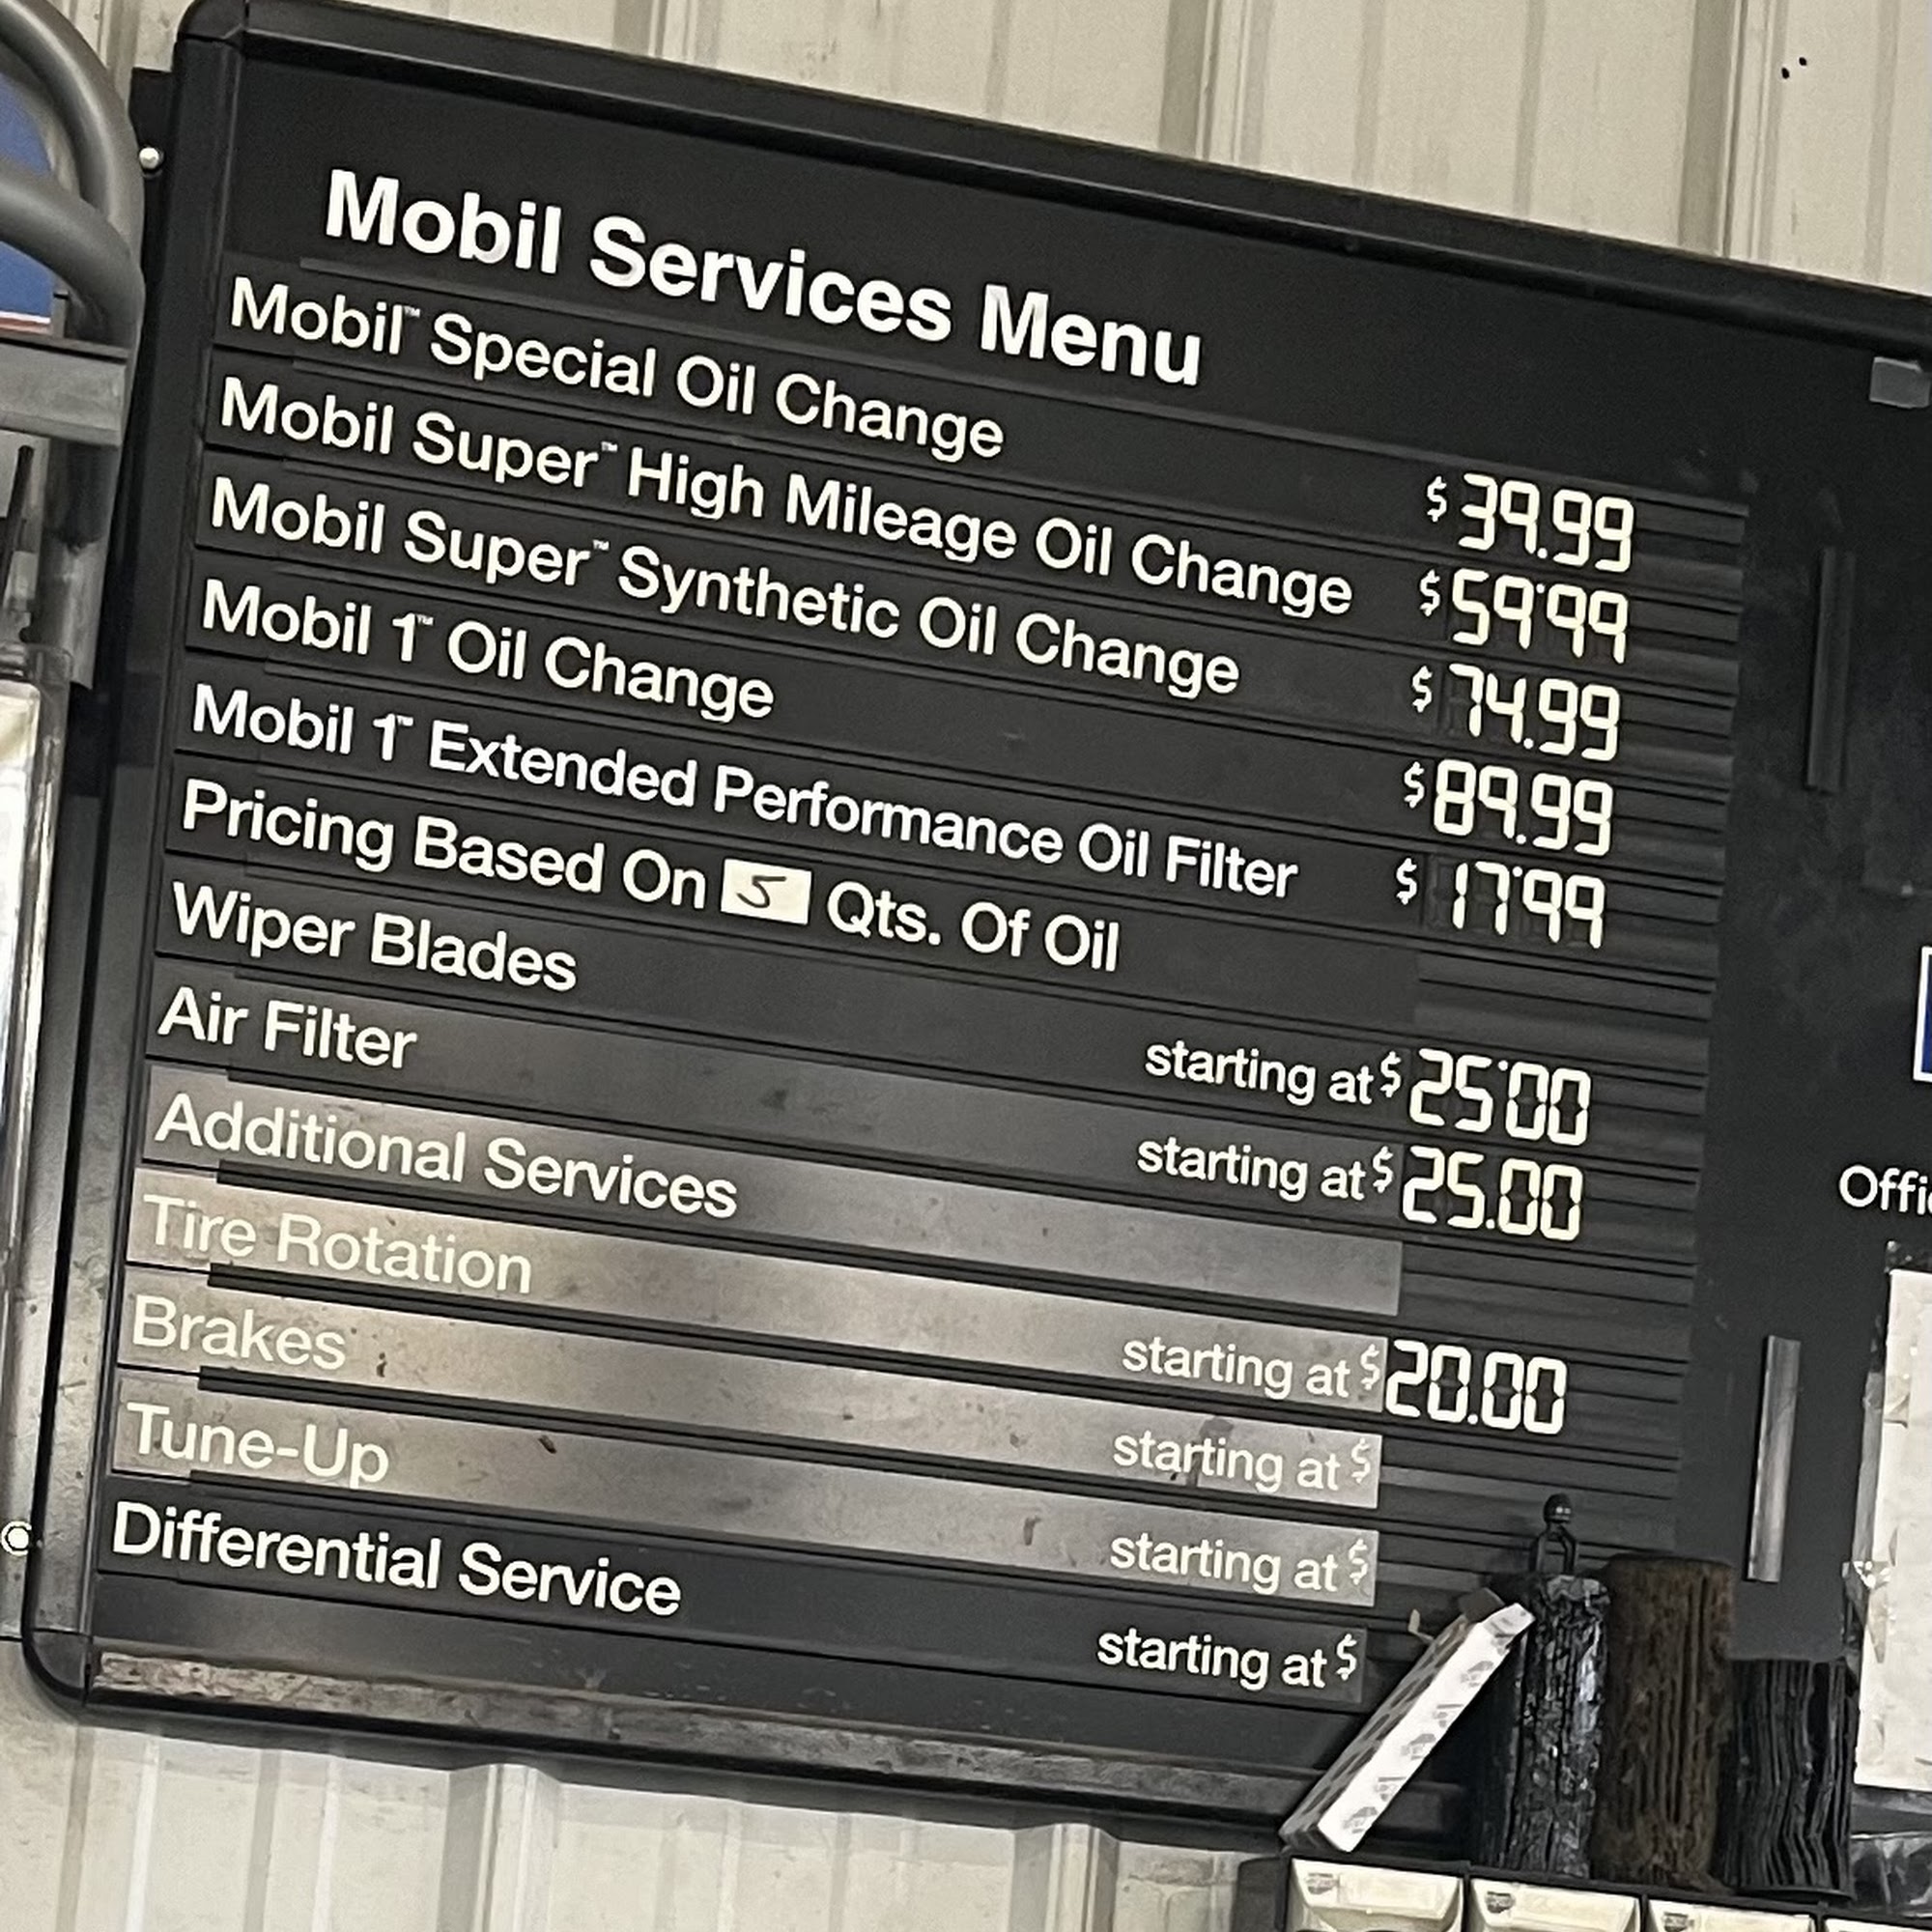 Mobil Services Menu
Mobil™ Special Oil Change $39.99
Mobil Super™ High Mileage Oil Change $59.99
Mobil Super™ Synthetic Oil Change $74.99
Mobil 1™ Oil Change $89.99
Mobil 1™ Extended Performance Oil Filter $17.99
Pricing Based On 5 Qts. Of Oil
Wiper Blades starting at $25.00
Air Filter starting at $25.00
Additional Services
Tire Rotation starting at $20.00
Brakes starting at $
Tune-Up starting at $
Differential Service starting at $